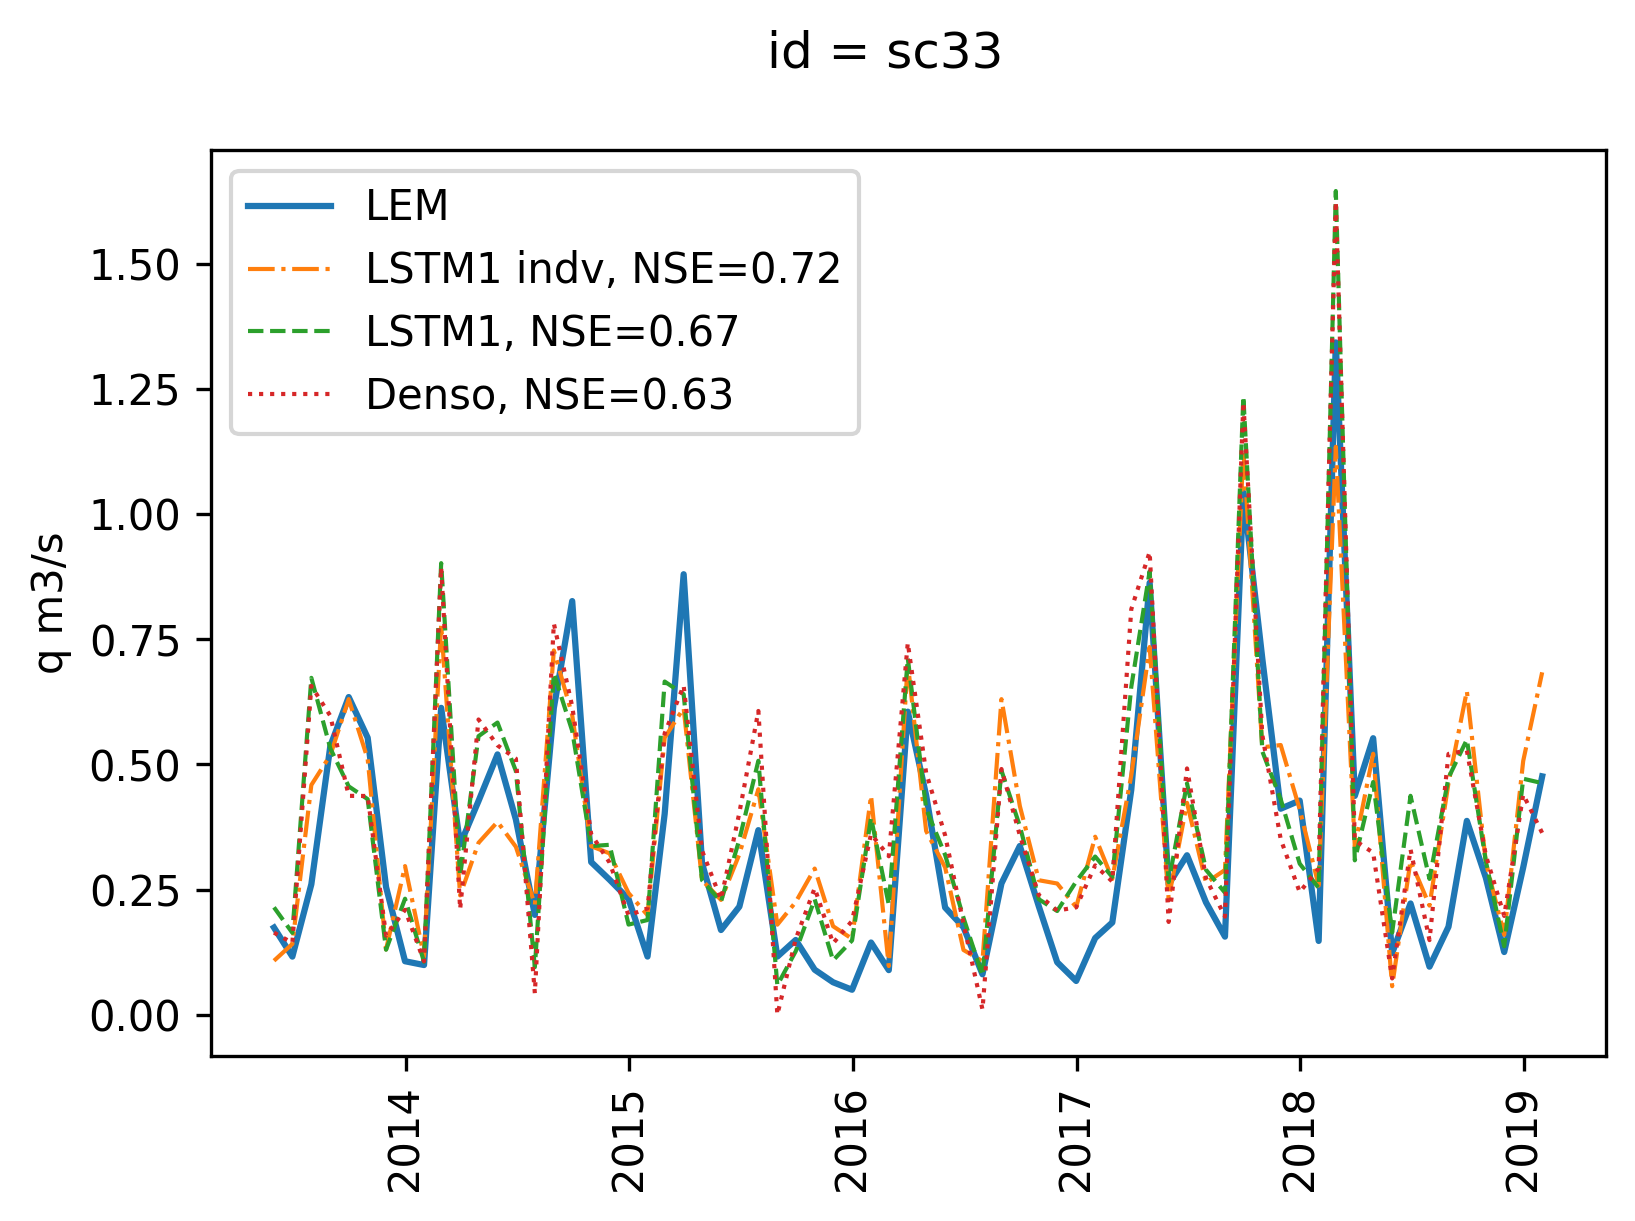 id = sc33
LEM
LSTM1 indv, NSE=0.72
LSTM1, NSE=0.67
Denso, NSE=0.63
q m3/s
1.50
1.25
1.00
0.75
0.50
0.25
0.00
2014
2015
2016
2017
2018
2019